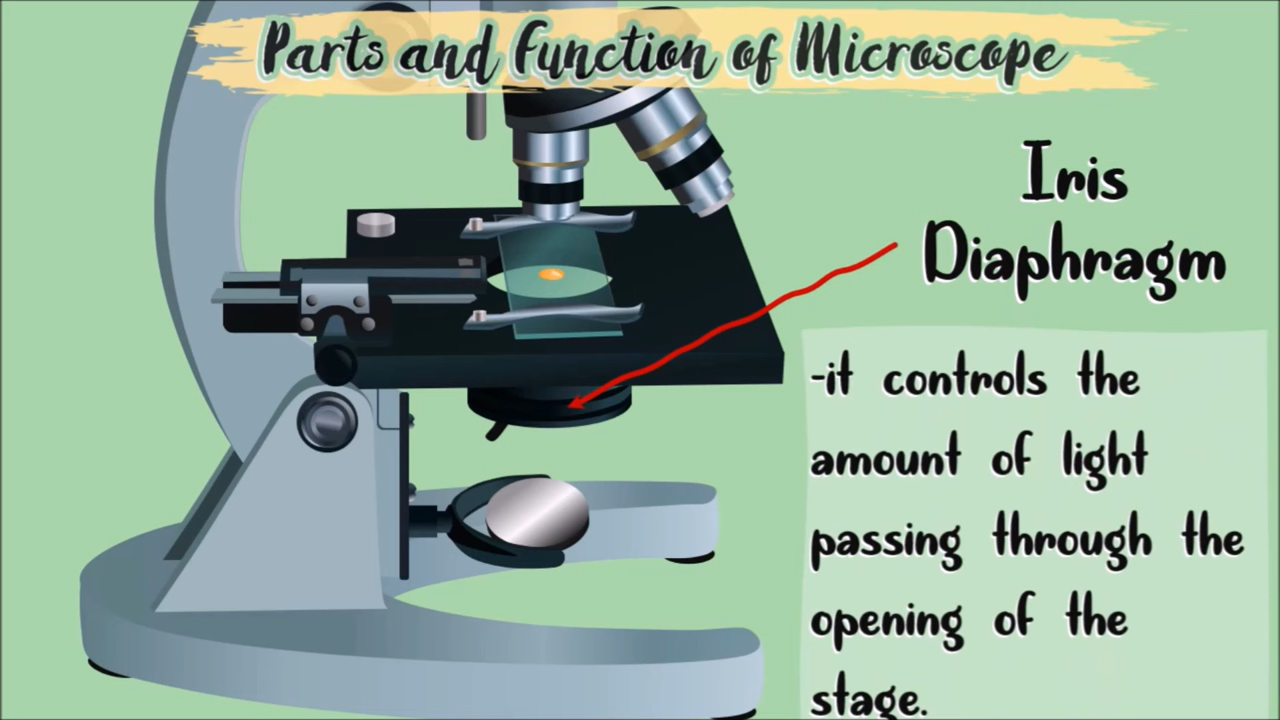 Parts and Function of Microscope
Iris
Diaphragm
-it controls the
amount of light
passing through the
opening of the
stage.